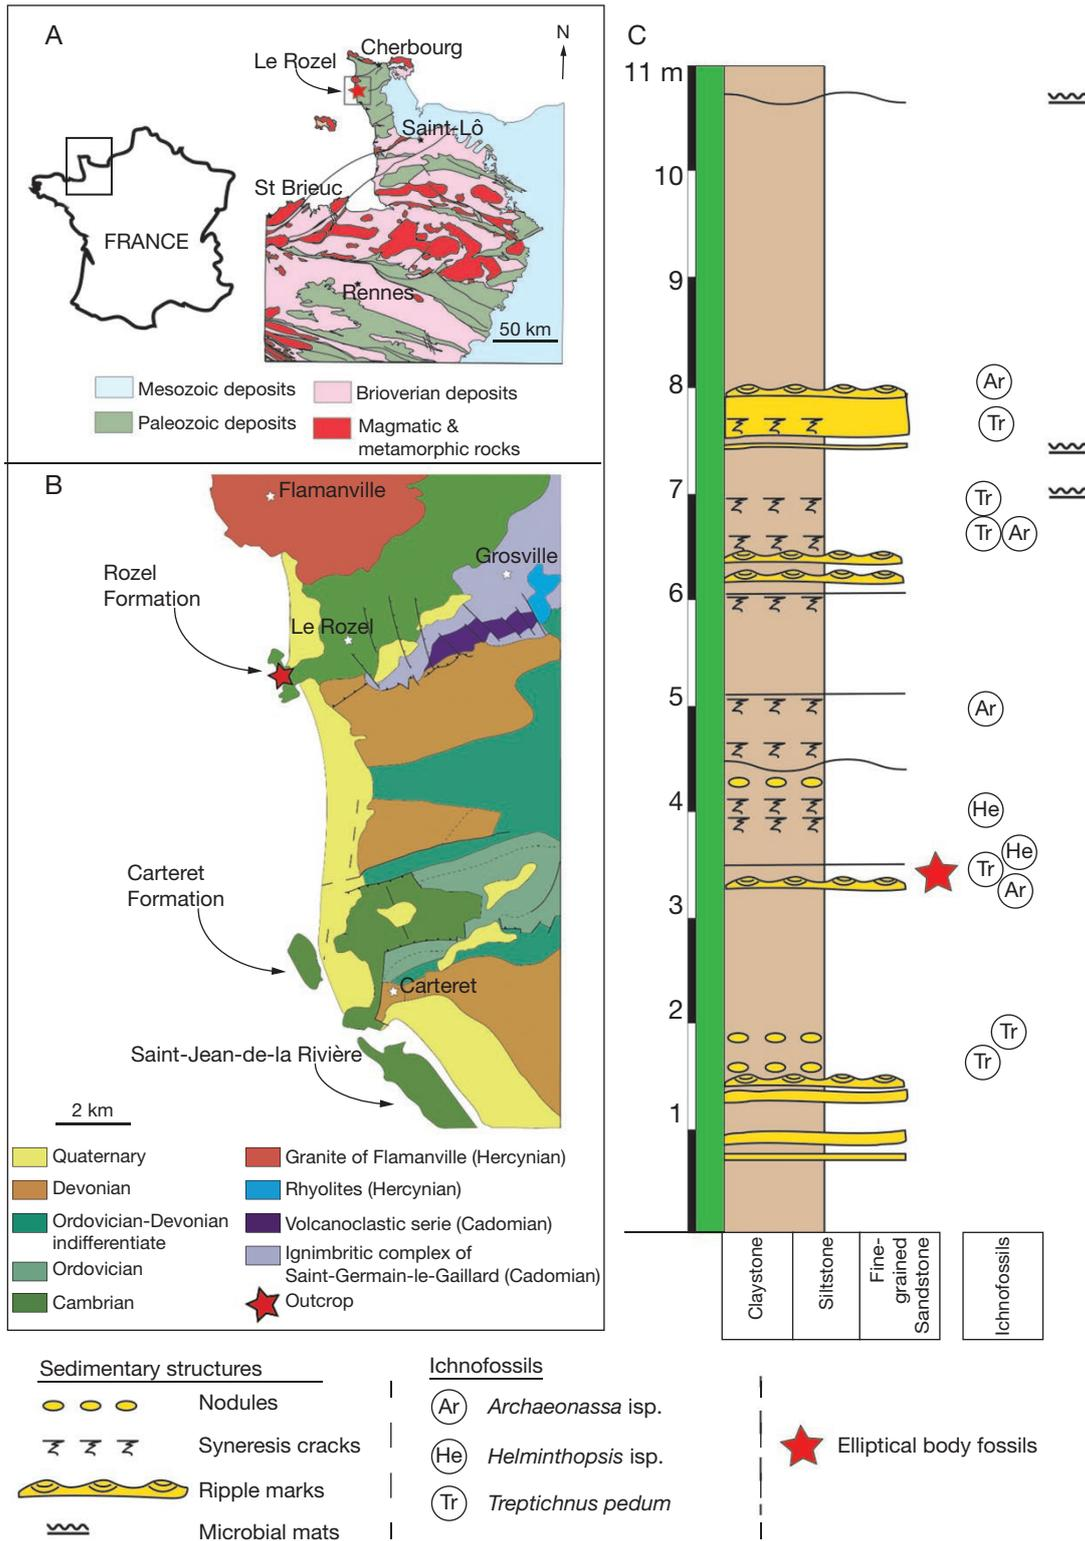 A
N
Cherbourg
Le Rozel
Saint-Lô
St Brieuc
FRANCE
Rennes
50 km
Mesozoic deposits
Brioverian deposits
Paleozoic deposits
Magmatic &
metamorphic rocks
B
Flamanville
Grosville
Rozel
Formation
Le Rozel
Carteret
Formation
Carteret
Saint-Jean-de-la Rivière
2 km
Quaternary
Devonian
Ordovician-Devonian
indifferentiate
Ordovician
Cambrian
Granite of Flamanville (Hercynian)
Rhyolites (Hercynian)
Volcanoclastic serie (Cadomian)
Ignimbritic complex of
Saint-Germain-le-Gaillard (Cadomian)
Outcrop
C
11 m
10
9
8
Ar
Tr
7
Tr
Tr Ar
6
5
Ar
4
He
He
Tr
Ar
3
2
Tr
Tr
1
Claystone
Siltstone
Fine-
grained
Sandstone
Ichnofossils
Sedimentary structures
Nodules
Syneresis cracks
Ripple marks
Microbial mats
Ichnofossils
Ar Archaeonassa isp.
He Helminthopsis isp.
Tr Treptichnus pedum
Elliptical body fossils